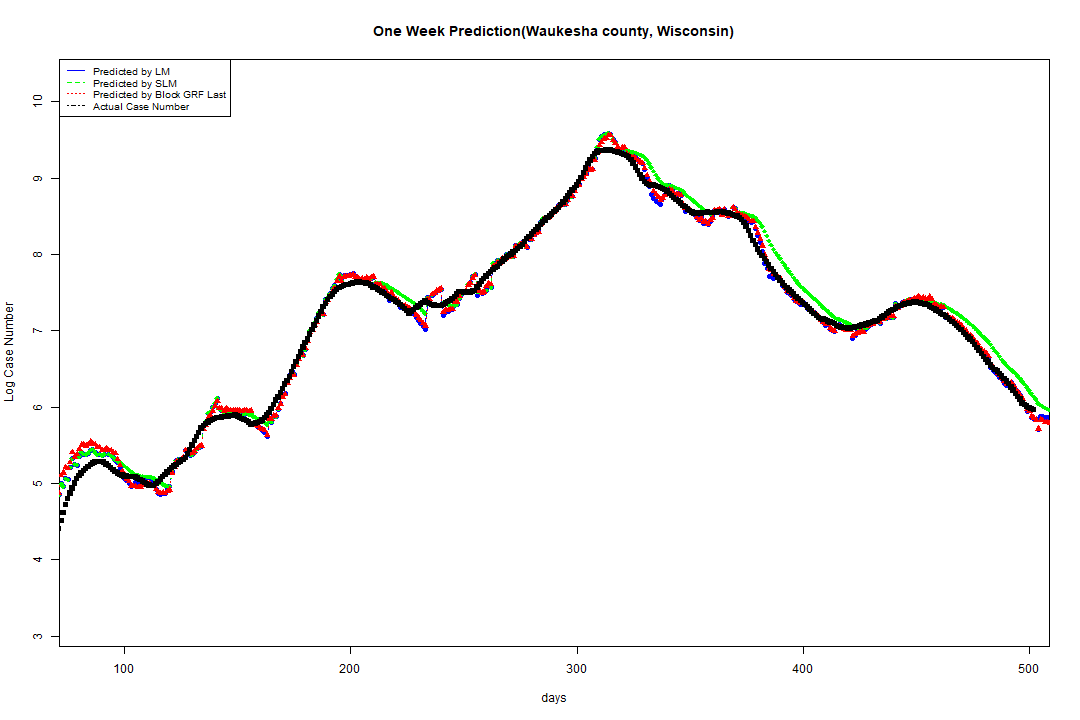 One Week Prediction(Waukesha county, Wisconsin)
Predicted by LM
Predicted by SLM
Predicted by Block GRF Last
Actual Case Number
10
9
8
7
6
5
4
3
Log Case Number
100 200 300 400 500
days